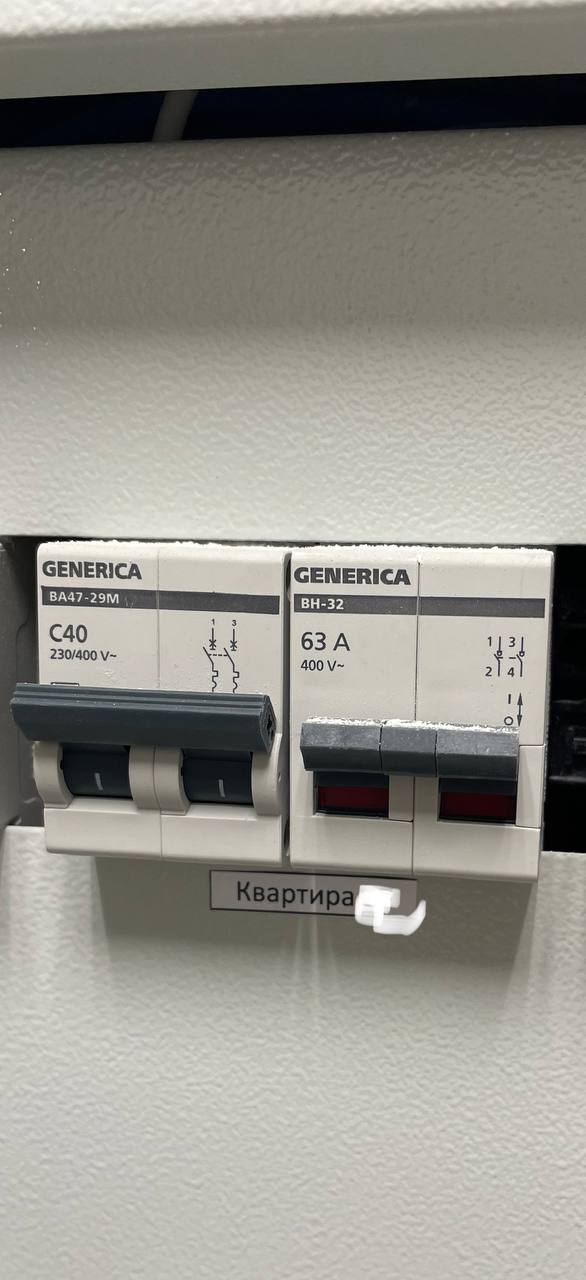 GENERICA
ВА47-29М
C40
230/400 V~
1 3
GENERICA
ВН-32
63 A
400 V~
1 3
2 4
I
O
Квартира